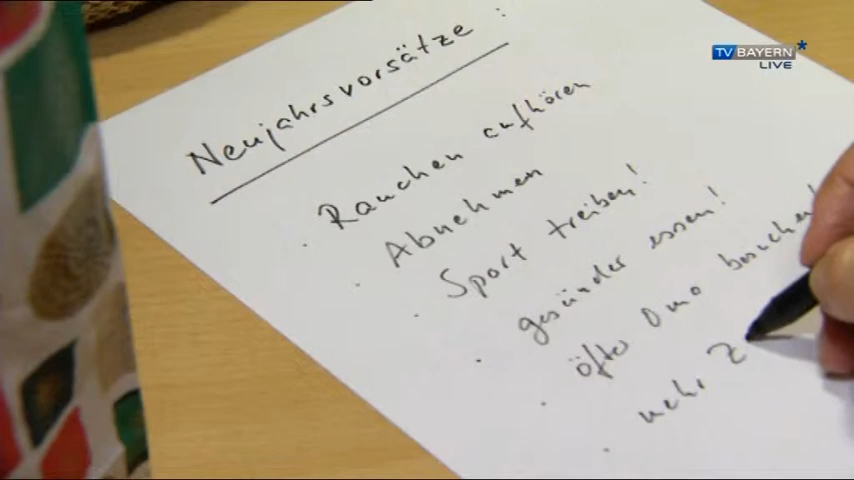 TV BAYERN
LIVE
Neujahrsvorsätze:
· Rauchen aufhören
· Abnehmen
· Sport treiben!
· gesünder essen!
· öfter Oma besuchen!
· mehr Z